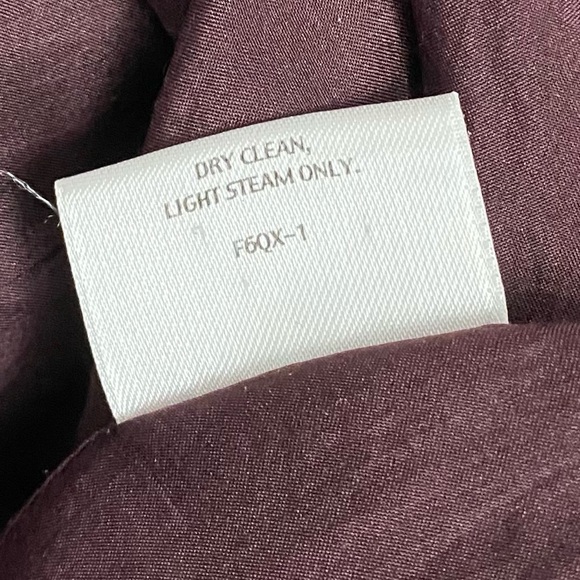 DRY CLEAN,
LIGHT STEAM ONLY.
F6QX-1